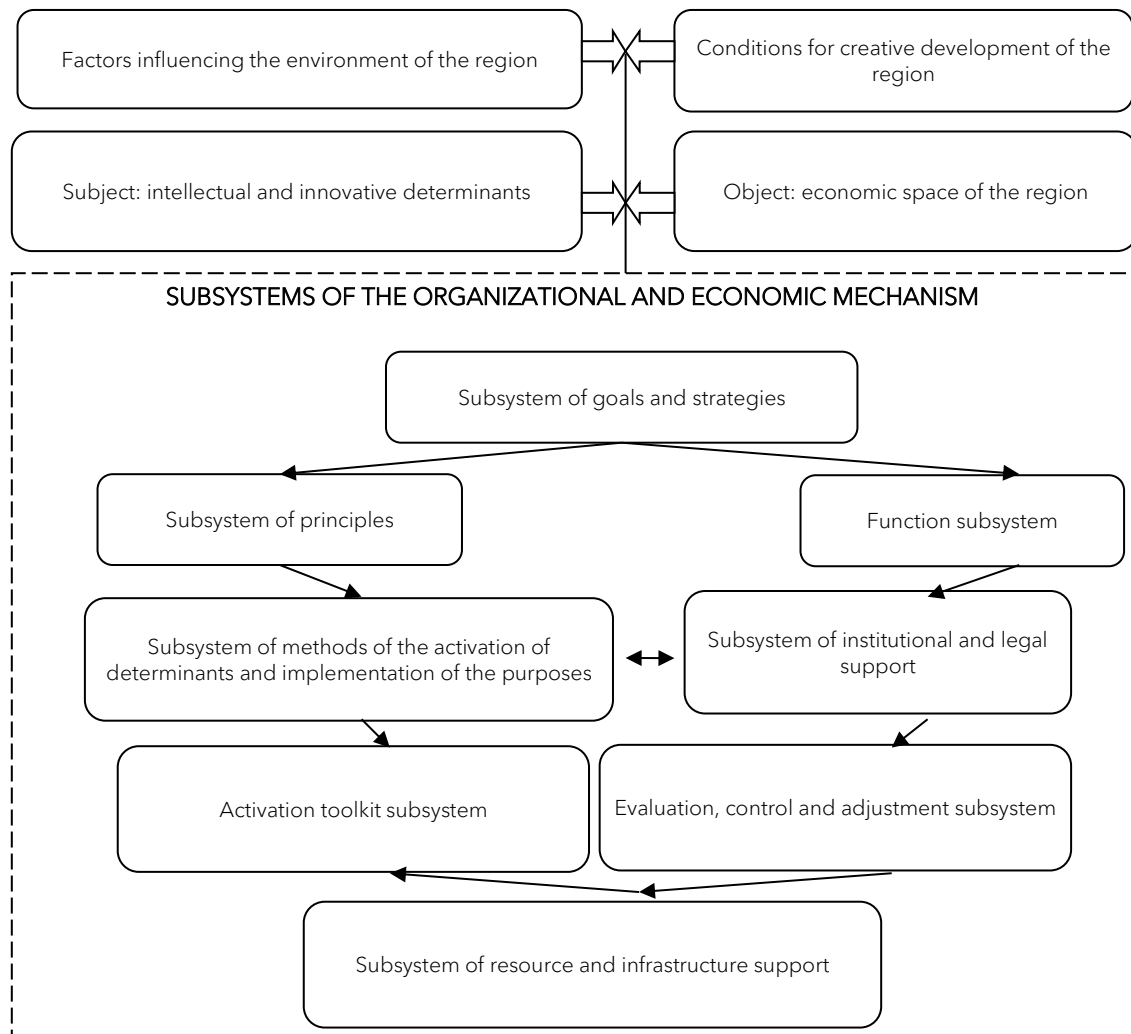 Factors influencing the environment of the region
Conditions for creative development of the
region
Subject: intellectual and innovative determinants
Object: economic space of the region
SUBSYSTEMS OF THE ORGANIZATIONAL AND ECONOMIC MECHANISM
Subsystem of goals and strategies
Subsystem of principles
Function subsystem
Subsystem of methods of the activation of
determinants and implementation of the purposes
Subsystem of institutional and legal
support
Activation toolkit subsystem
Evaluation, control and adjustment subsystem
Subsystem of resource and infrastructure support